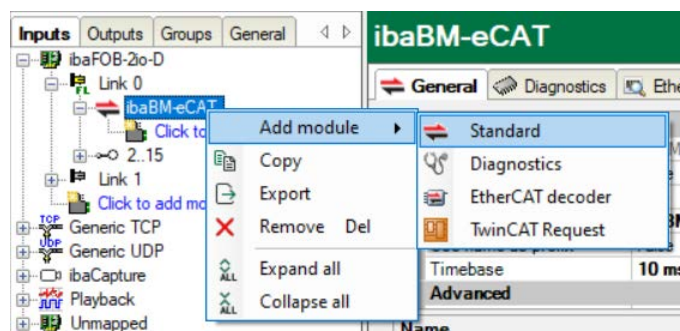 Inputs Outputs Groups General
ibaBM-eCAT
ibaFOB-2io-D
Link 0
ibaBM-eCAT
Click to
2..15
Link 1
Click to add mo
Generic TCP
Generic UDP
ibaCapture
Playback
Unmapped
General Diagnostics Ethe
Add module
Copy
Export
Remove Del
Expand all
Collapse all
Standard
Diagnostics
EtherCAT decoder
TwinCAT Request
Timebase 10 ms
Advanced
Name